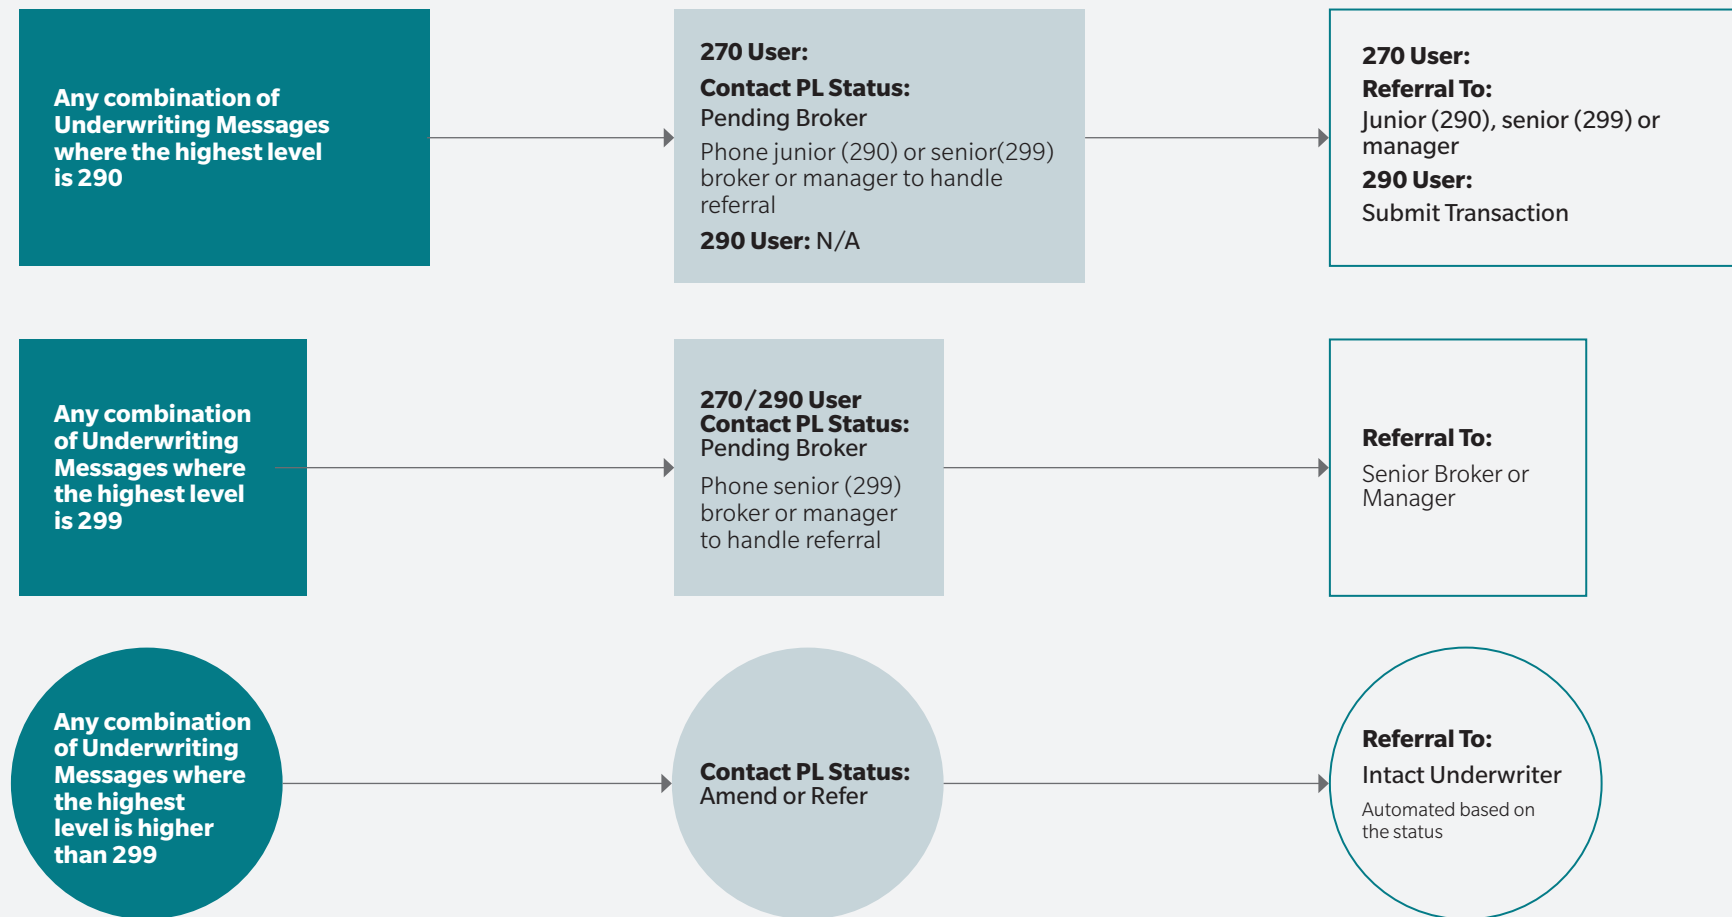 Any combination of
Underwriting Messages
where the highest level
is 290
270 User:
Contact PL Status:
Pending Broker
Phone junior (290) or senior(299)
broker or manager to handle
referral
290 User: N/A
270 User:
Referral To:
Junior (290), senior (299) or
manager
290 User:
Submit Transaction
Any combination
of Underwriting
Messages where
the highest level
is 299
270/290 User
Contact PL Status:
Pending Broker
Phone senior (299)
broker or manager
to handle referral
Referral To:
Senior Broker or
Manager
Any combination
of Underwriting
Messages where
the highest
level is higher
than 299
Contact PL Status:
Amend or Refer
Referral To:
Intact Underwriter
Automated based on
the status